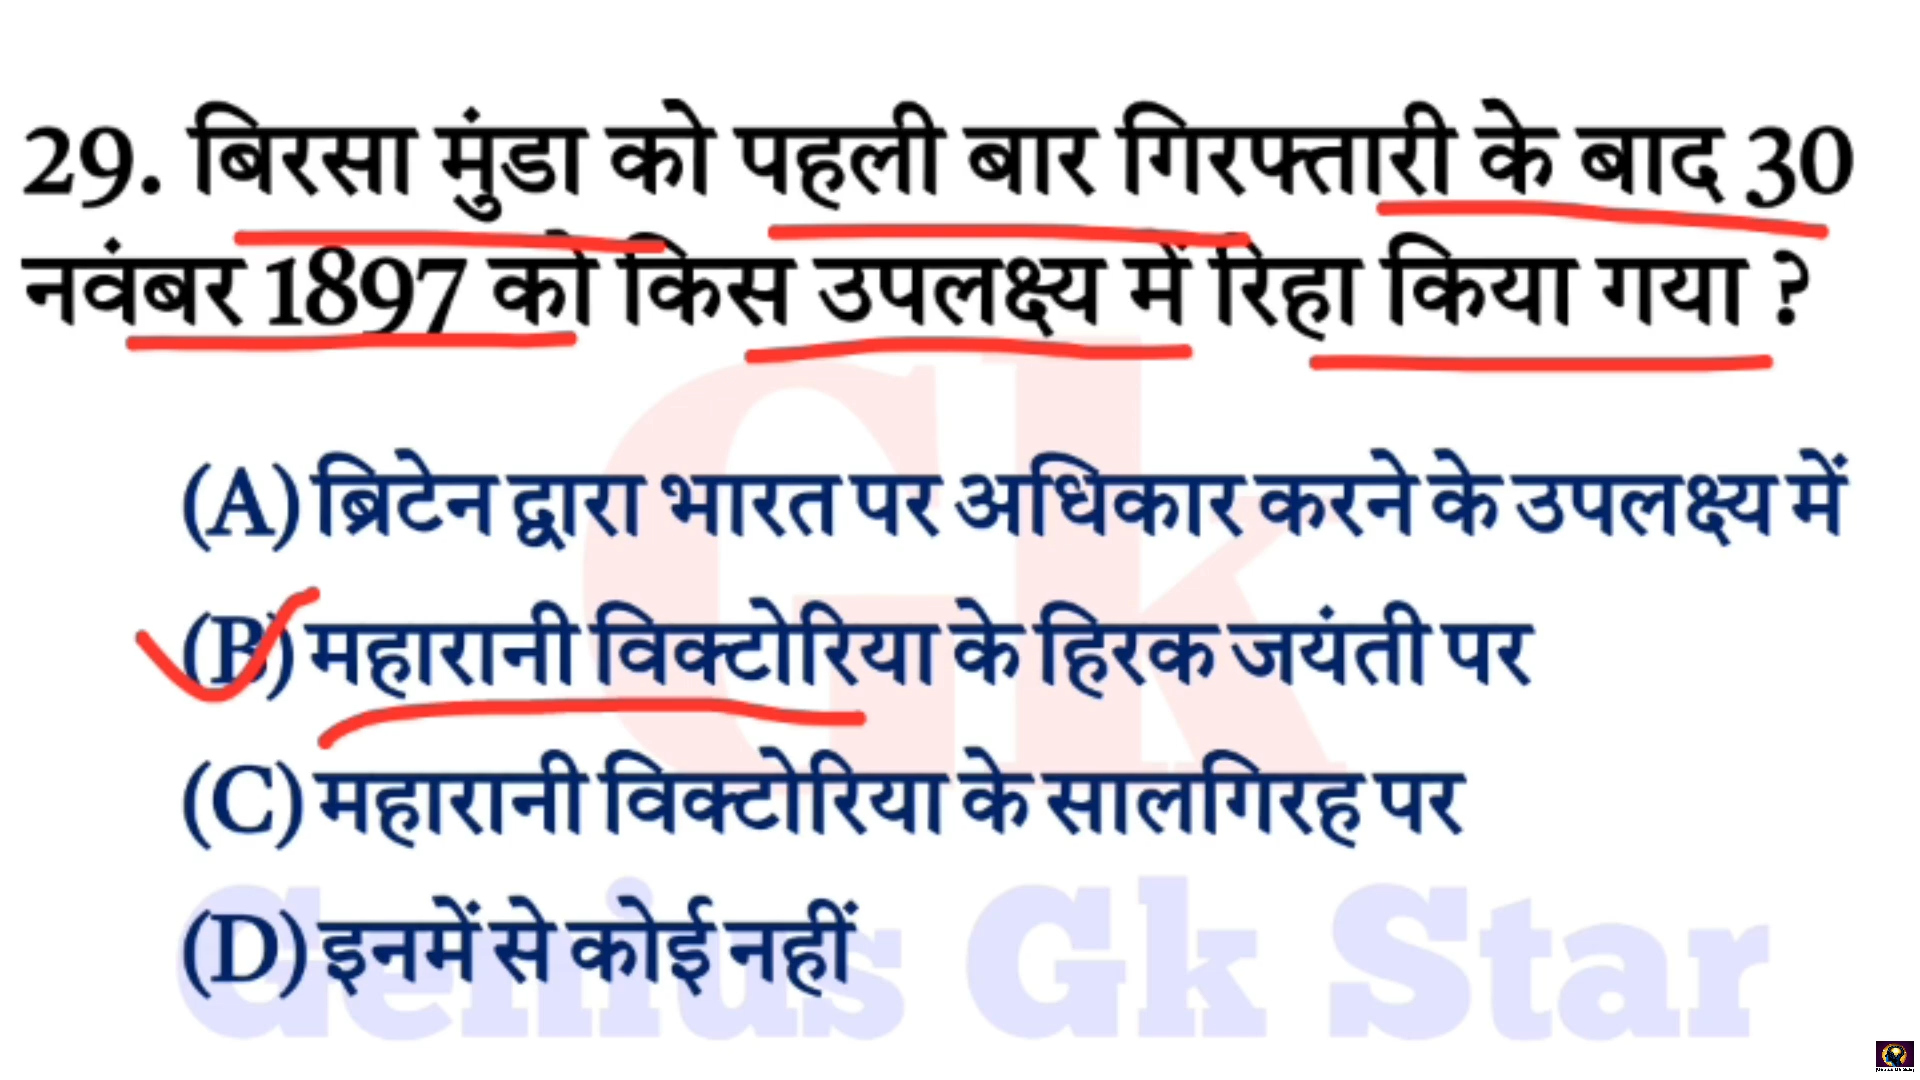 29. बिरसा मुंडा को पहली बार गिरफ्तारी के बाद 30
नवंबर 1897 को किस उपलक्ष्य में रिहा किया गया ?
(A) ब्रिटेन द्वारा भारत पर अधिकार करने के उपलक्ष्य में
(B) महारानी विक्टोरिया के हिरक जयंती पर
(C) महारानी विक्टोरिया के सालगिरह पर
(D) इनमें से कोई नहीं
Gk
Genius Gk Star